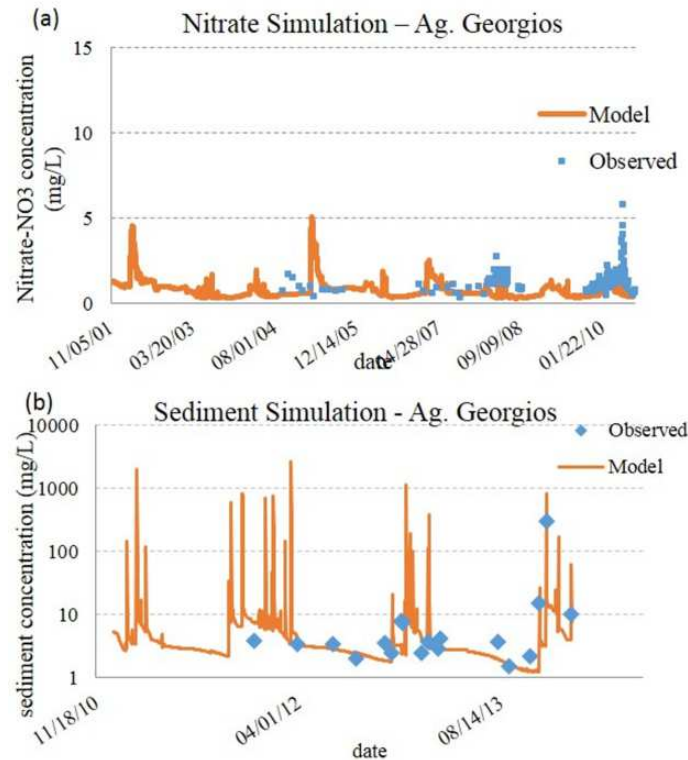 (a)
Nitrate Simulation – Ag. Georgios
Nitrate-NO3 concentration
(mg/L)
15
10
5
0
Model
Observed
11/05/01
03/20/03
08/01/04
12/14/05
04/28/07
09/09/08
01/22/10
date
(b)
Sediment Simulation - Ag. Georgios
sediment concentration (mg/L)
10000
1000
100
10
1
Observed
Model
11/18/10
04/01/12
08/14/13
date